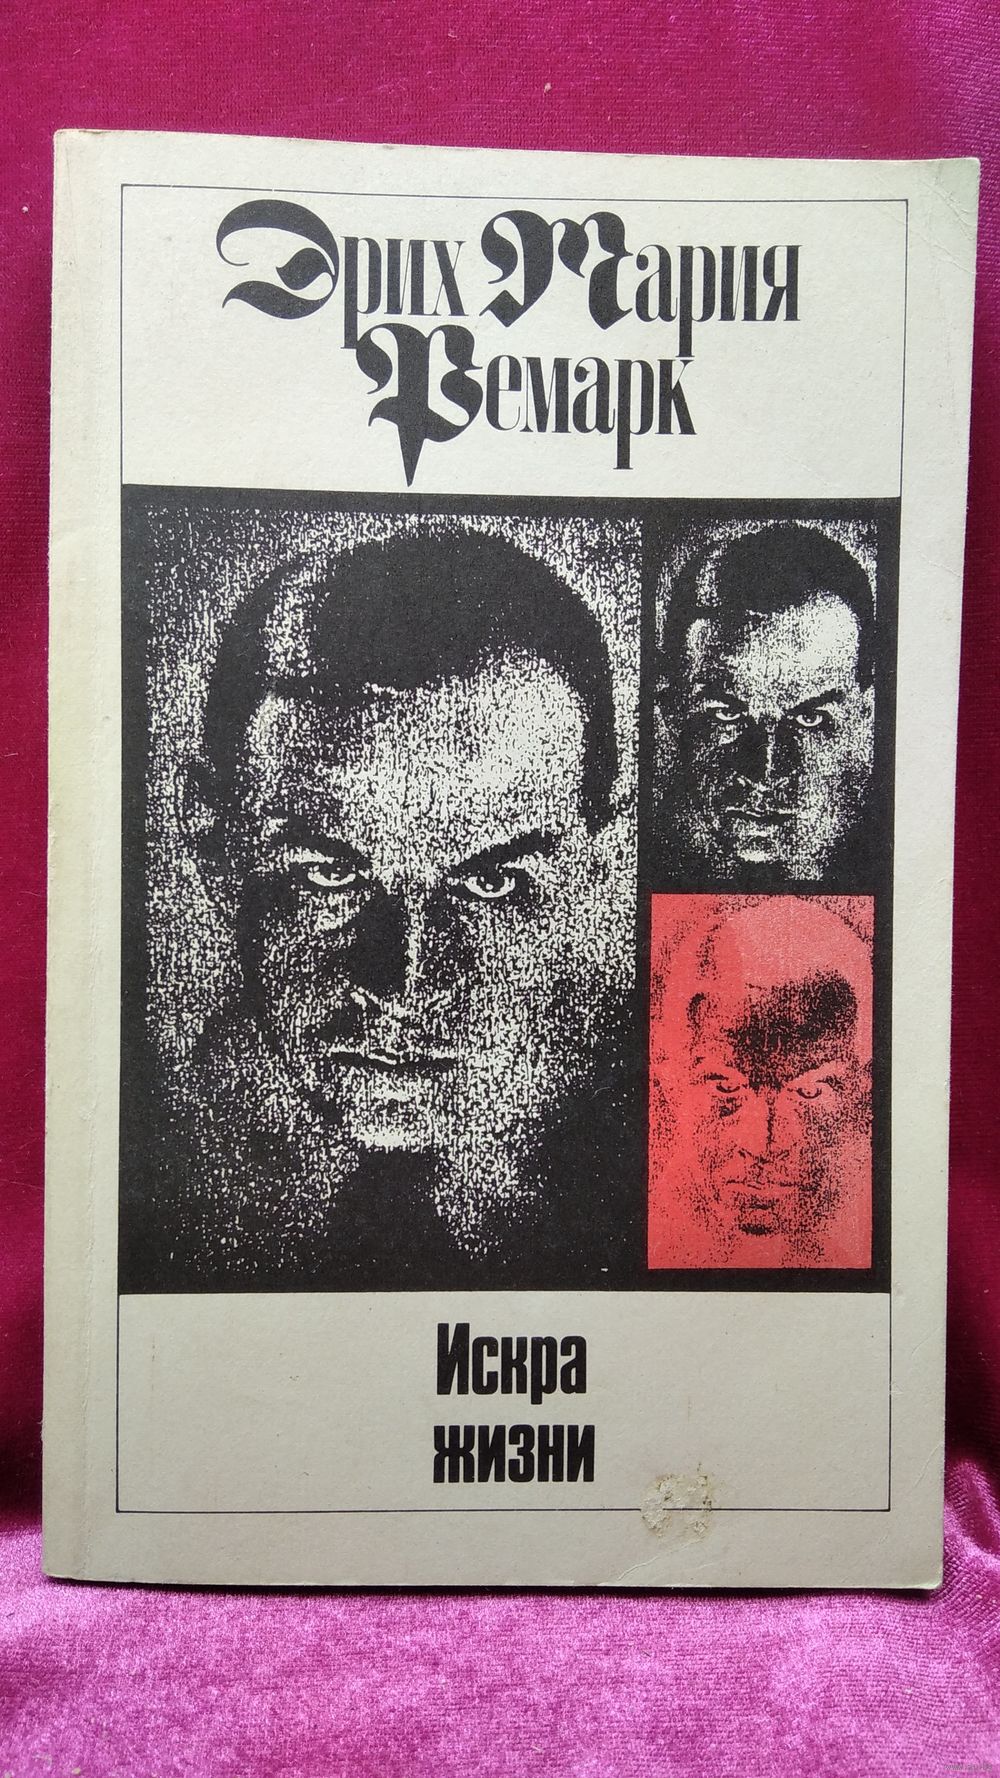 Эрих Мария
Ремарк
Искра
жизни